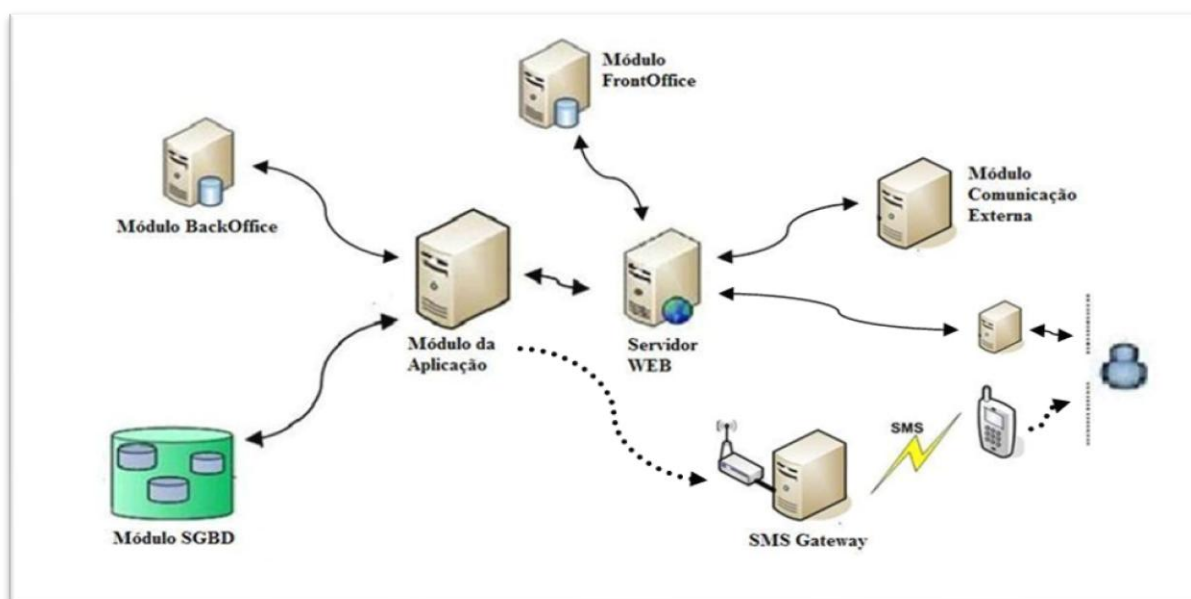 Módulo
FrontOffice
Módulo BackOffice
Módulo
Comunicação
Externa
Módulo da
Aplicação
Servidor
WEB
SMS
Módulo SGBD
SMS Gateway